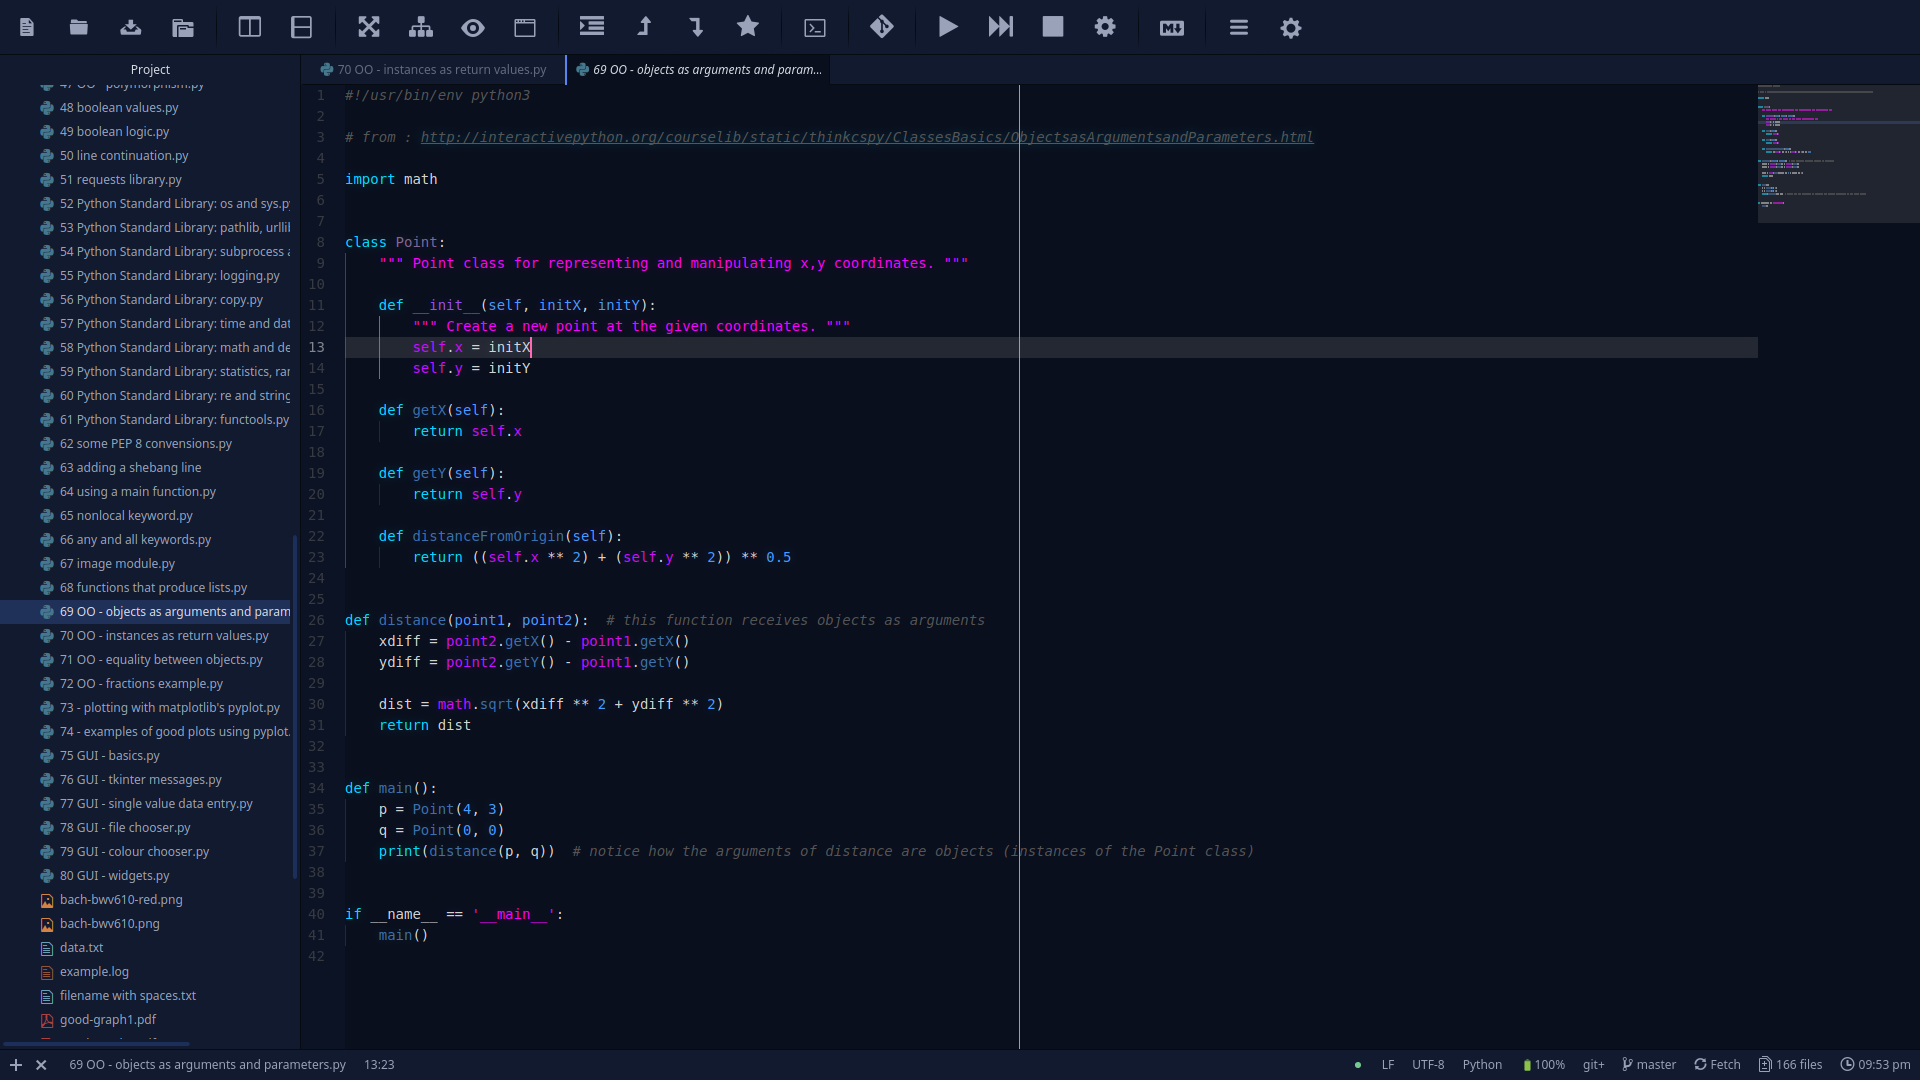 Project
47 OO - polymorphism.py
48 boolean values.py
49 boolean logic.py
50 line continuation.py
51 requests library.py
52 Python Standard Library: os and sys.py
53 Python Standard Library: pathlib, urlli
54 Python Standard Library: subprocess a
55 Python Standard Library: logging.py
56 Python Standard Library: copy.py
57 Python Standard Library: time and dat
58 Python Standard Library: math and de
59 Python Standard Library: statistics, ran
60 Python Standard Library: re and string
61 Python Standard Library: functools.py
62 some PEP 8 convensions.py
63 adding a shebang line
64 using a main function.py
65 nonlocal keyword.py
66 any and all keywords.py
67 image module.py
68 functions that produce lists.py
69 OO - objects as arguments and param
70 OO - instances as return values.py
71 OO - equality between objects.py
72 OO - fractions example.py
73 - plotting with matplotlib's pyplot.py
74 - examples of good plots using pyplot.
75 GUI - basics.py
76 GUI - tkinter messages.py
77 GUI - single value data entry.py
78 GUI - file chooser.py
79 GUI - colour chooser.py
80 GUI - widgets.py
bach-bwv610-red.png
bach-bwv610.png
data.txt
example.log
filename with spaces.txt
good-graph1.pdf
70 OO - instances as return values.py
69 OO - objects as arguments and param...
1 #!/usr/bin/env python3
2
3 # from : http://interactivepython.org/courselib/static/thinkcspy/ClassesBasics/ObjectsasArgumentsandParameters.html
4
5 import math
6
7
8 class Point:
9     """ Point class for representing and manipulating x,y coordinates. """
10
11     def __init__(self, initX, initY):
12         """ Create a new point at the given coordinates. """
13         self.x = initX
14         self.y = initY
15
16     def getX(self):
17         return self.x
18
19     def getY(self):
20         return self.y
21
22     def distanceFromOrigin(self):
23         return ((self.x ** 2) + (self.y ** 2)) ** 0.5
24
25
26 def distance(point1, point2):  # this function receives objects as arguments
27     xdiff = point2.getX() - point1.getX()
28     ydiff = point2.getY() - point1.getY()
29
30     dist = math.sqrt(xdiff ** 2 + ydiff ** 2)
31     return dist
32
33
34 def main():
35     p = Point(4, 3)
36     q = Point(0, 0)
37     print(distance(p, q))  # notice how the arguments of distance are objects (instances of the Point class)
38
39
40 if __name__ == '__main__':
41     main()
42
69 OO - objects as arguments and parameters.py 13:23
LF UTF-8 Python 100% git+ master Fetch 166 files 09:53 pm